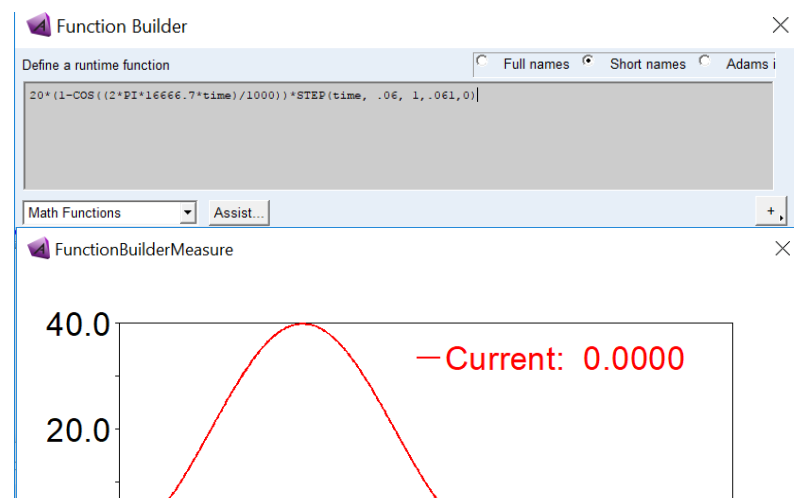 Function Builder
Define a runtime function
Full names
Short names
Adams i
20*(1-COS((2*PI*16666.7*time)/1000))*STEP(time, .06, 1,.061,0)
Math Functions
Assist...
+
FunctionBuilderMeasure
40.0
Current: 0.0000
20.0